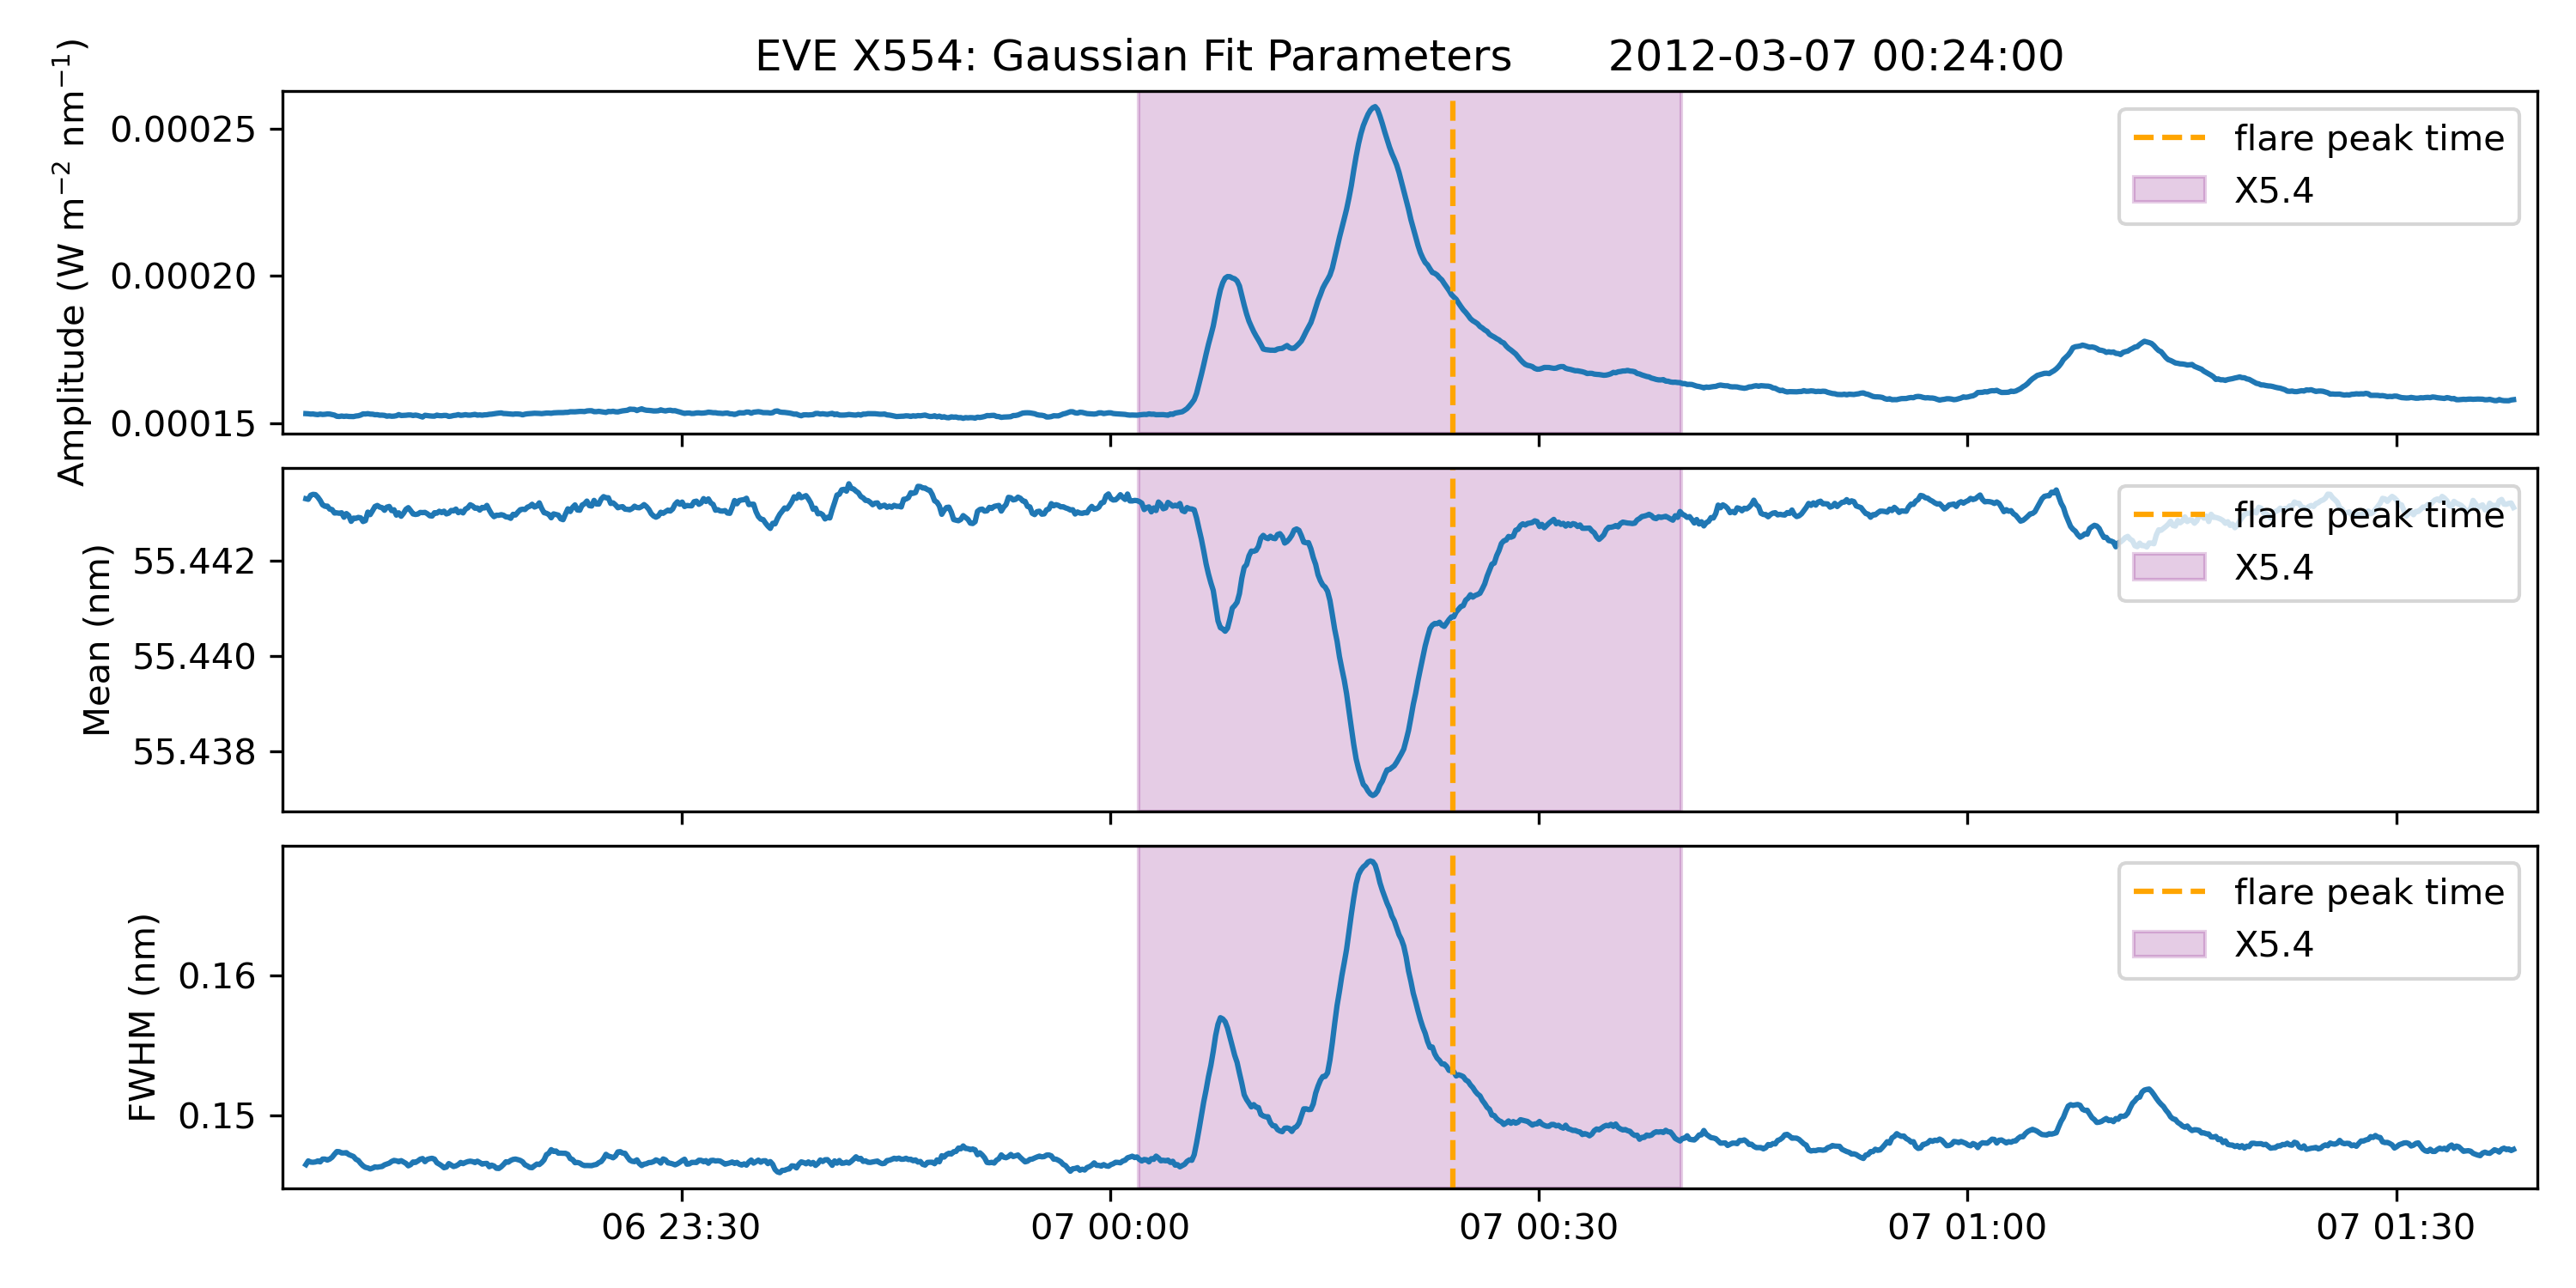 EVE X554: Gaussian Fit Parameters 2012-03-07 00:24:00
Amplitude (W m⁻² nm⁻¹)
0.00025
0.00020
0.00015
flare peak time
X5.4
Mean (nm)
55.442
55.440
55.438
flare peak time
X5.4
FWHM (nm)
0.16
0.15
flare peak time
X5.4
06 23:30 07 00:00 07 00:30 07 01:00 07 01:30